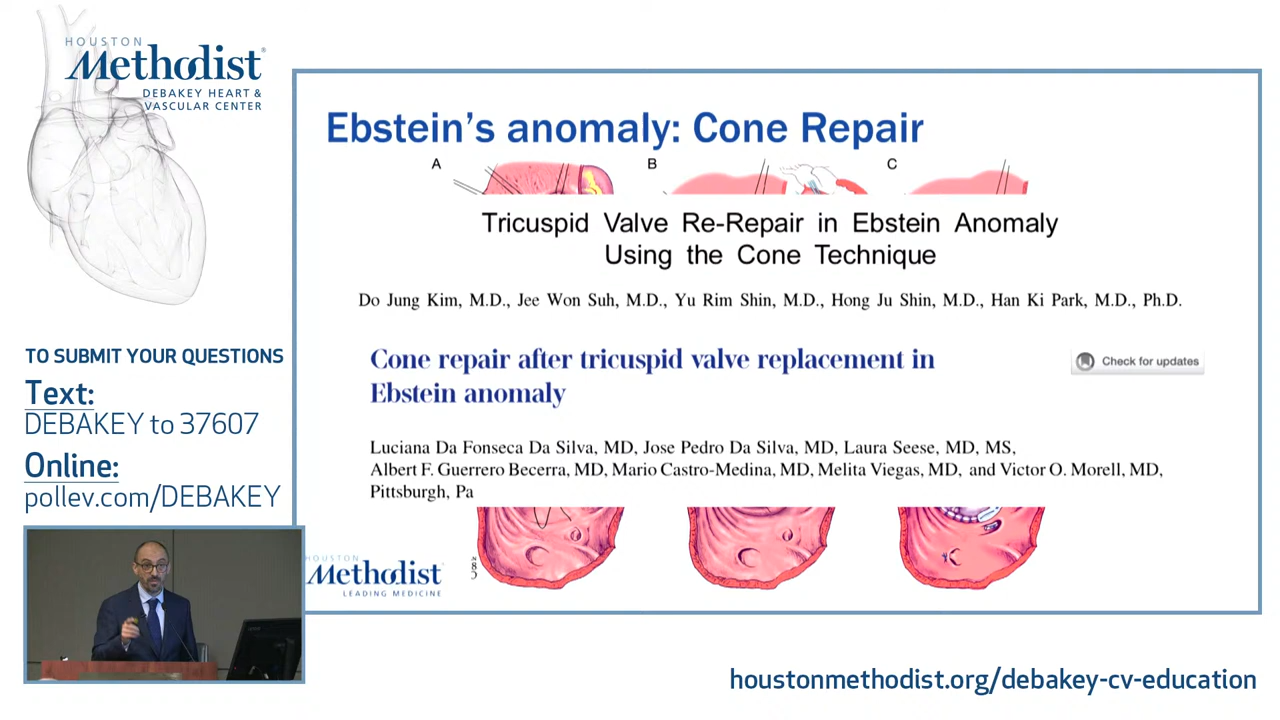 HOUSTON
Methodist
DEBAKEY HEART &
VASCULAR CENTER
Ebstein's anomaly: Cone Repair
A B C
Tricuspid Valve Re-Repair in Ebstein Anomaly
Using the Cone Technique
Do Jung Kim, M.D., Jee Won Suh, M.D., Yu Rim Shin, M.D., Hong Ju Shin, M.D., Han Ki Park, M.D., Ph.D.
TO SUBMIT YOUR QUESTIONS
Text:
DEBAKEY to 37607
Online:
pollev.com/DEBAKEY
Cone repair after tricuspid valve replacement in
Ebstein anomaly
Check for updates
Luciana Da Fonseca Da Silva, MD, Jose Pedro Da Silva, MD, Laura Seese, MD, MS,
Albert F. Guerrero Becerra, MD, Mario Castro-Medina, MD, Melita Viegas, MD, and Victor O. Morell, MD,
Pittsburgh, Pa
HOUSTON
Methodist
LEADING MEDICINE
houstonmethodist.org/debakey-cv-education